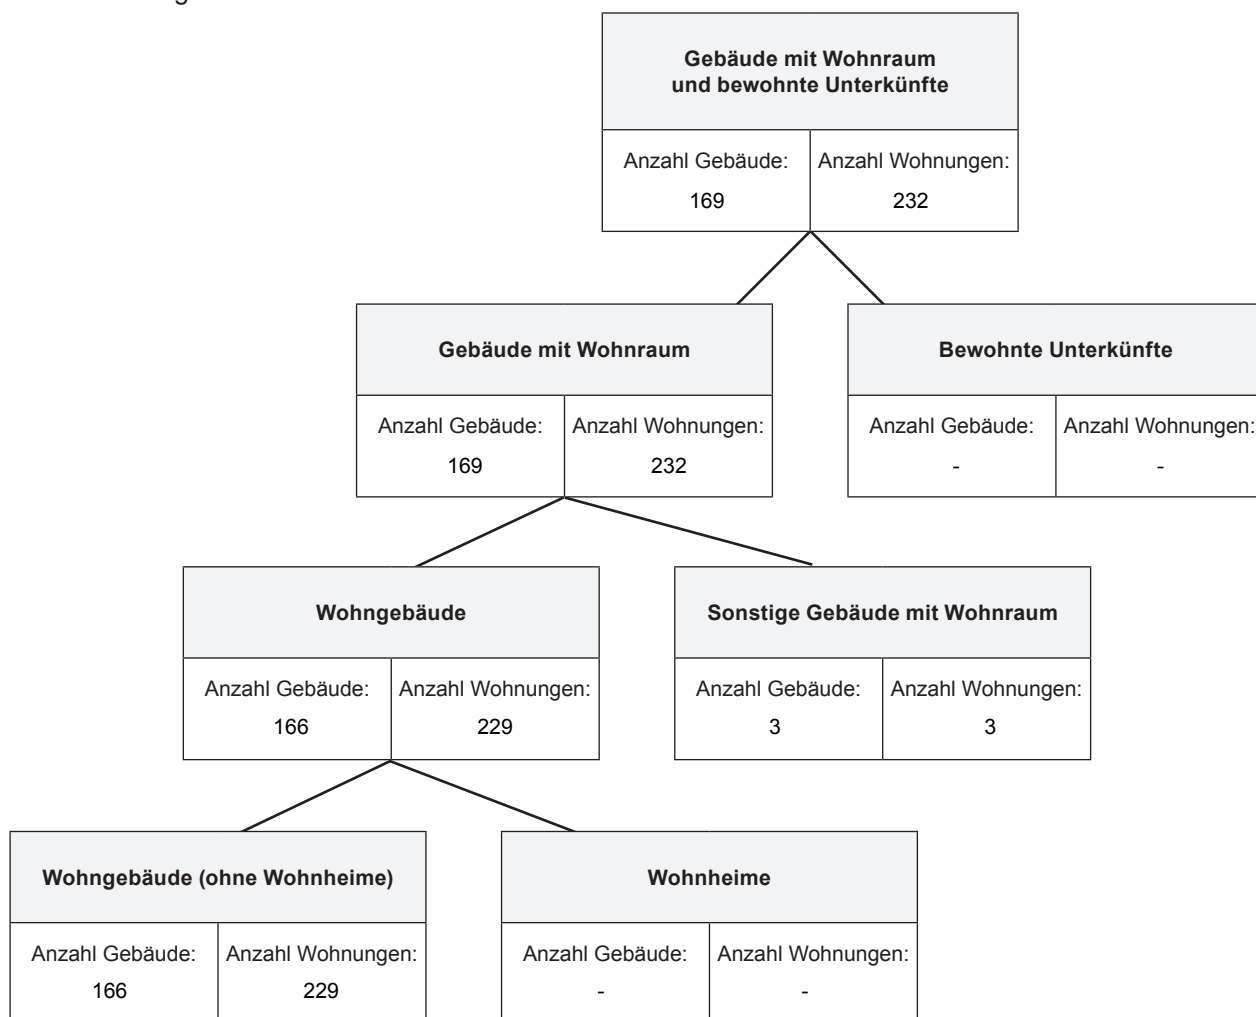 Gebäude mit Wohnraum
und bewohnte Unterkünfte
Anzahl Gebäude: Anzahl Wohnungen:
169 232
Gebäude mit Wohnraum Bewohnte Unterkünfte
Anzahl Gebäude: Anzahl Wohnungen: Anzahl Gebäude: Anzahl Wohnungen:
169 232 - -
Wohngebäude Sonstige Gebäude mit Wohnraum
Anzahl Gebäude: Anzahl Wohnungen: Anzahl Gebäude: Anzahl Wohnungen:
166 229 3 3
Wohngebäude (ohne Wohnheime) Wohnheime
Anzahl Gebäude: Anzahl Wohnungen: Anzahl Gebäude: Anzahl Wohnungen:
166 229 - -